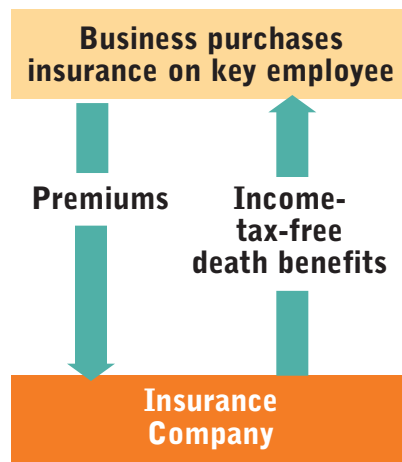 Business purchases
insurance on key employee
Premiums
Income-
tax-free
death benefits
Insurance
Company